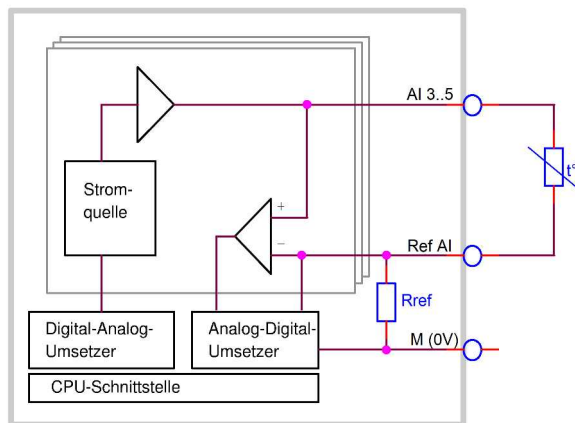 AI 3..5
Strom-
quelle
t°
+
−
Ref AI
Rref
Digital-Analog-
Umsetzer
Analog-Digital-
Umsetzer
M (0V)
CPU-Schnittstelle